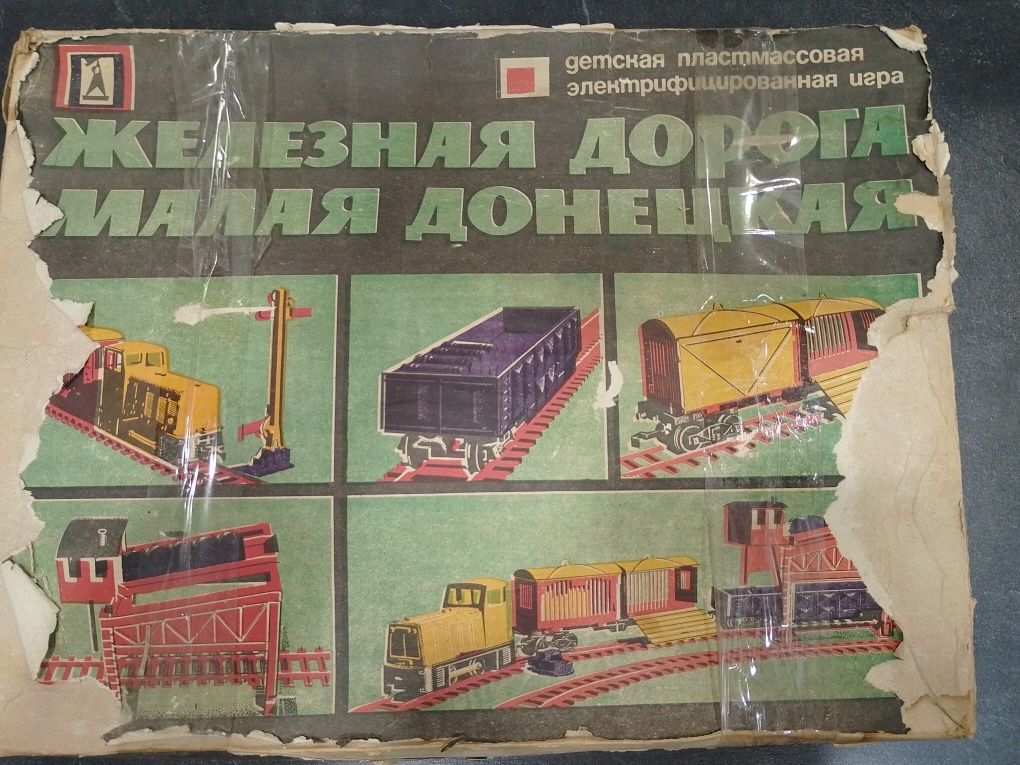 детская пластмассовая
электрифицированная игра
ЖЕЛЕЗНАЯ ДОРОГА
МАЛАЯ ДОНЕЦКАЯ